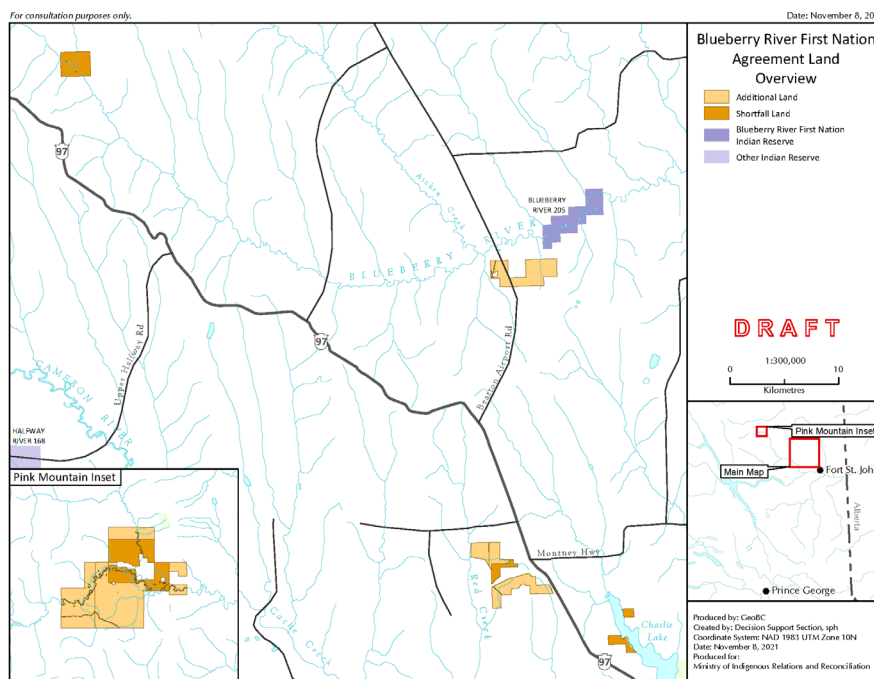 For consultation purposes only.
Date: November 8, 20
Blueberry River First Nation
Agreement Land
Overview
Additional Land
Shortfall Land
Blueberry River First Nation
Indian Reserve
Other Indian Reserve
97
Aitken Creek
BLUEBERRY
RIVER 205
BLUEBERRY RIVER
Upper Halfway Rd
97
Beatton Airport Rd
CAMERON RIVER
HALFWAY
RIVER 168
DRAFT
1:300,000
0 10
Kilometres
Pink Mountain Inset
Main Map
Fort St. Joh
Alberta
Prince George
Pink Mountain Inset
Montney Hwy
Red Creek
Cache Creek
Charlie
Lake
97
Produced by: GeoBC
Created by: Decision Support Section, sph
Coordinate System: NAD 1983 UTM Zone 10N
Date: November 8, 2021
Produced for:
Ministry of Indigenous Relations and Reconciliation